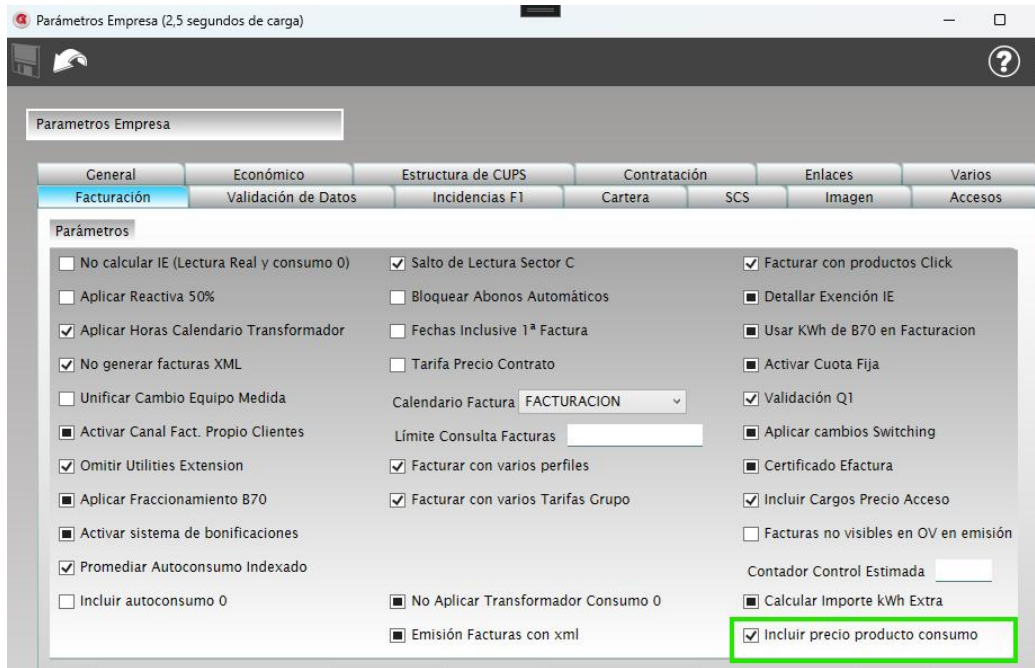 Parámetros Empresa (2,5 segundos de carga)
Parametros Empresa
General Económico Estructura de CUPS Contratación Enlaces Varios
Facturación Validación de Datos Incidencias F1 Cartera SCS Imagen Accesos
Parámetros
No calcular IE (Lectura Real y consumo 0) Salto de Lectura Sector C Facturar con productos Click
Aplicar Reactiva 50% Bloquear Abonos Automáticos Detallar Exención IE
Aplicar Horas Calendario Transformador Fechas Inclusive 1ª Factura Usar KWh de B70 en Facturacion
No generar facturas XML Tarifa Precio Contrato Activar Cuota Fija
Unificar Cambio Equipo Medida Calendario Factura FACTURACION Validación Q1
Activar Canal Fact. Propio Clientes Límite Consulta Facturas Aplicar cambios Switching
Omitir Utilities Extension Facturar con varios perfiles Certificado Efactura
Aplicar Fraccionamiento B70 Facturar con varios Tarifas Grupo Incluir Cargos Precio Acceso
Activar sistema de bonificaciones Facturas no visibles en OV en emisión
Promediar Autoconsumo Indexado Contador Control Estimada
Incluir autoconsumo 0 No Aplicar Transformador Consumo 0 Calcular Importe kWh Extra
Emisión Facturas con xml Incluir precio producto consumo